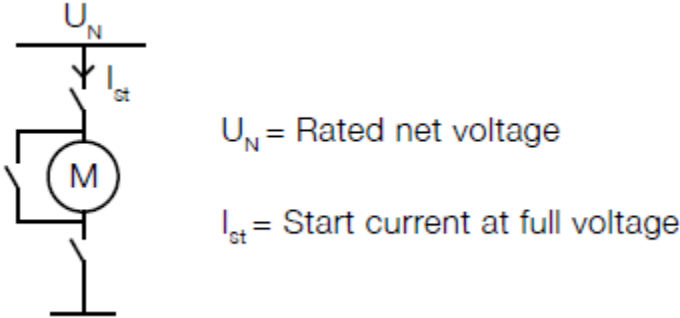 U_N
I_st
M
U_N = Rated net voltage
I_st = Start current at full voltage